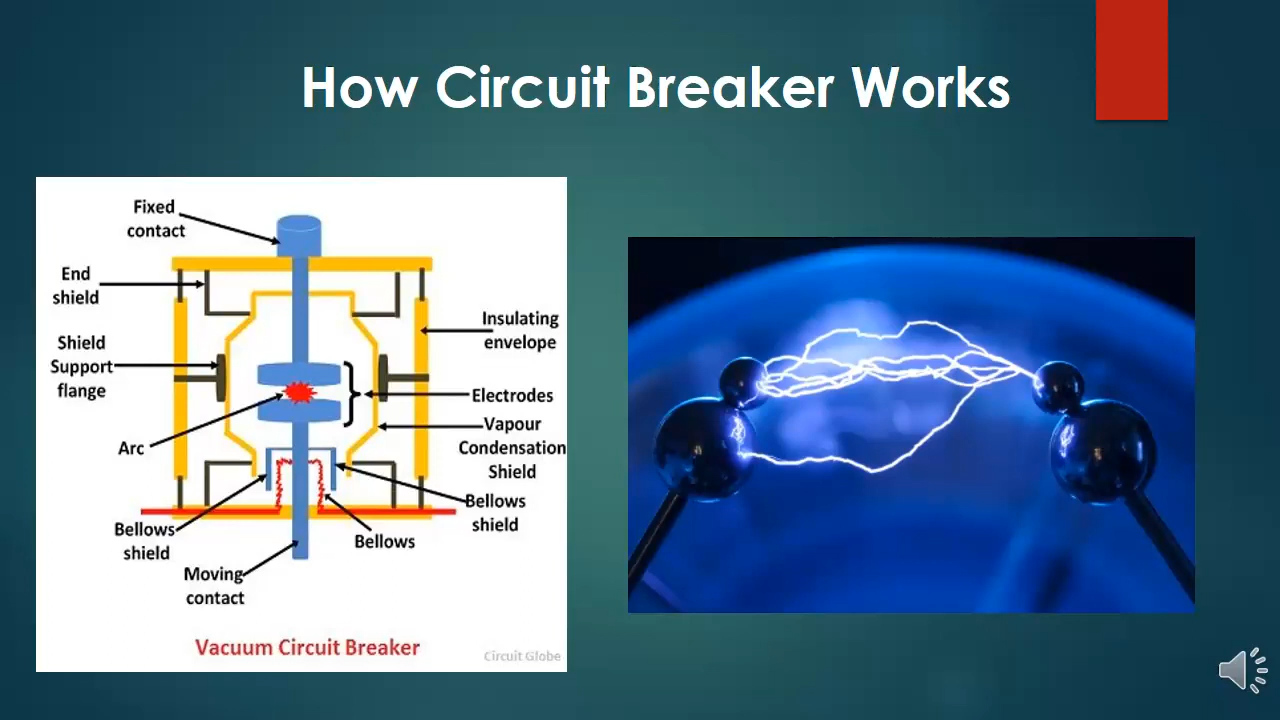 How Circuit Breaker Works
Fixed
contact
End
shield
Shield
Support
flange
Arc
Bellows
shield
Moving
contact
Insulating
envelope
Electrodes
Vapour
Condensation
Shield
Bellows
shield
Bellows
Vacuum Circuit Breaker
Circuit Globe